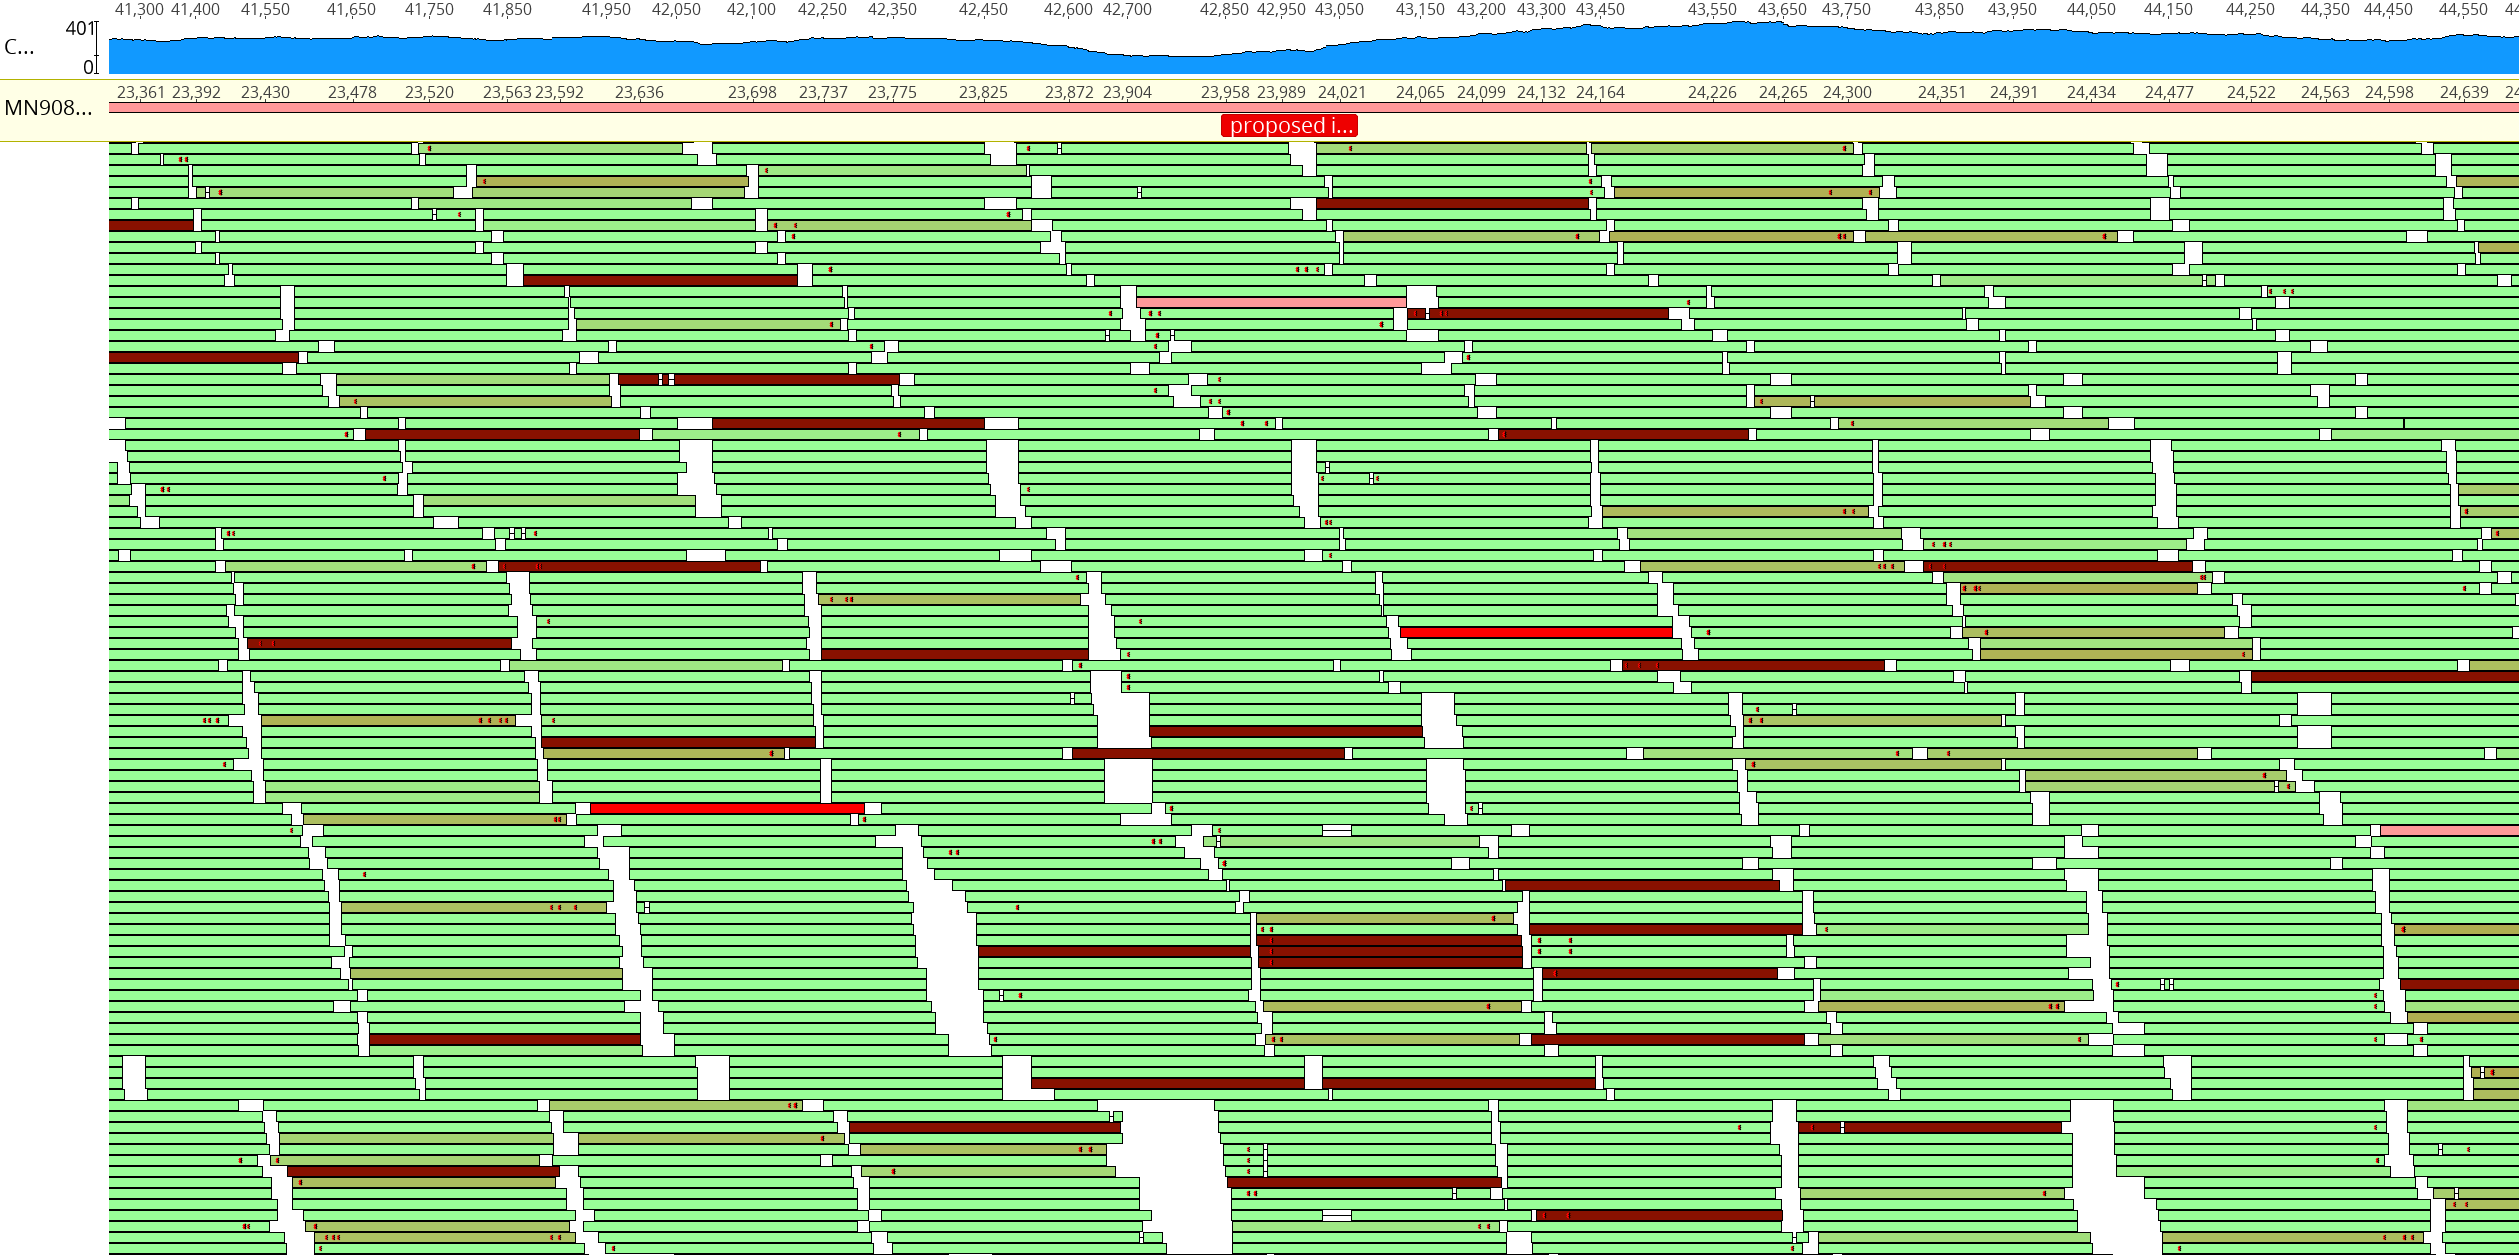 41,300 41,400 41,550 41,650 41,750 41,850 41,950 42,050 42,100 42,250 42,350 42,450 42,600 42,700 42,850 42,950 43,050 43,150 43,200 43,300 43,450 43,550 43,650 43,750 43,850 43,950 44,050 44,150 44,250 44,350 44,450 44,550 44
401
C...
0
23,361 23,392 23,430 23,478 23,520 23,563 23,592 23,636 23,698 23,737 23,775 23,825 23,872 23,904 23,958 23,989 24,021 24,065 24,099 24,132 24,164 24,226 24,265 24,300 24,351 24,391 24,434 24,477 24,522 24,563 24,598 24,639 24
MN908...
proposed i...